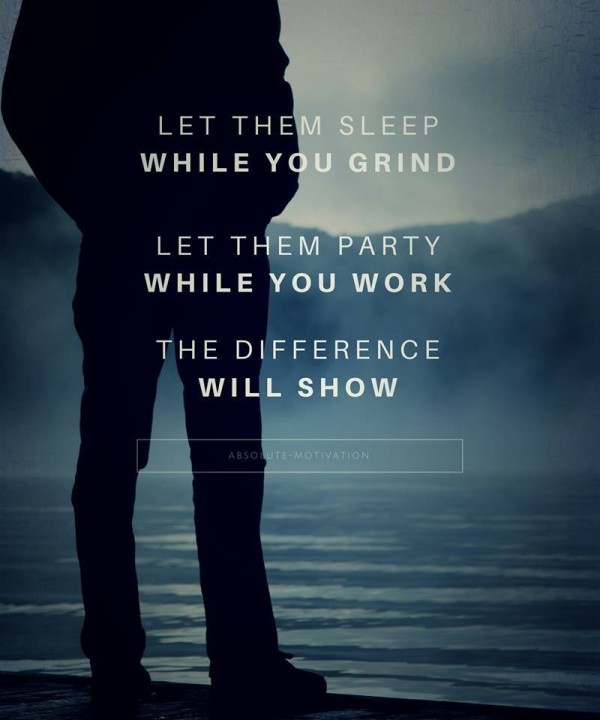 LET THEM SLEEP
WHILE YOU GRIND
LET THEM PARTY
WHILE YOU WORK
THE DIFFERENCE
WILL SHOW
ABSOLUTE-MOTIVATION